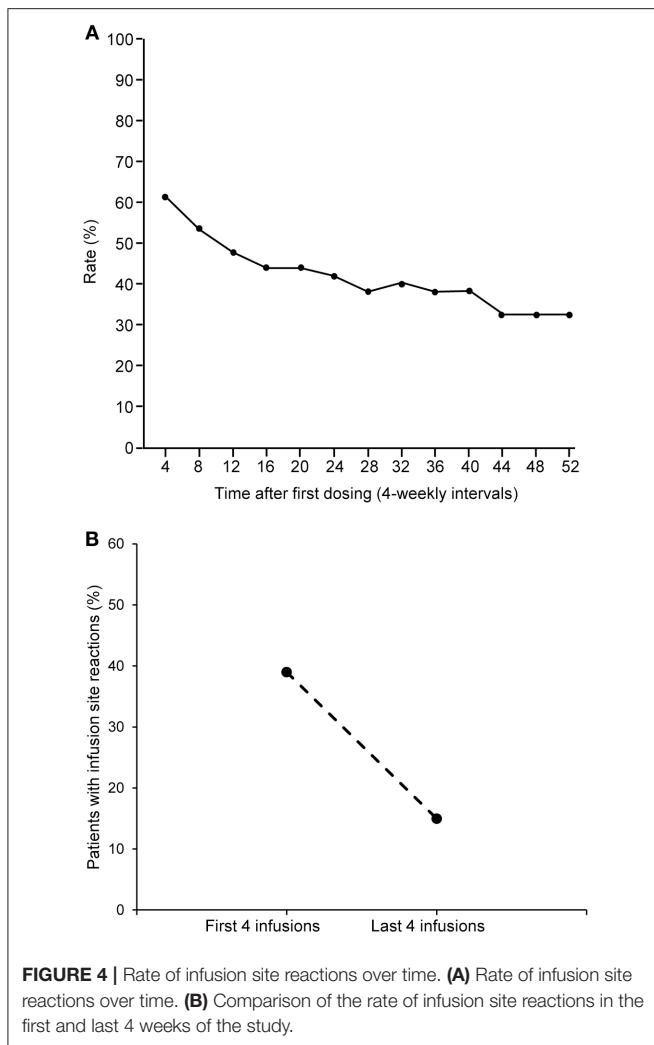 A
100
90
80
70
60
50
40
30
20
10
0
Rate (%)
4 8 12 16 20 24 28 32 36 40 44 48 52
Time after first dosing (4-weekly intervals)
B
60
50
40
30
20
10
0
Patients with infusion site reactions (%)
First 4 infusions Last 4 infusions
FIGURE 4 | Rate of infusion site reactions over time. (A) Rate of infusion site
reactions over time. (B) Comparison of the rate of infusion site reactions in the
first and last 4 weeks of the study.